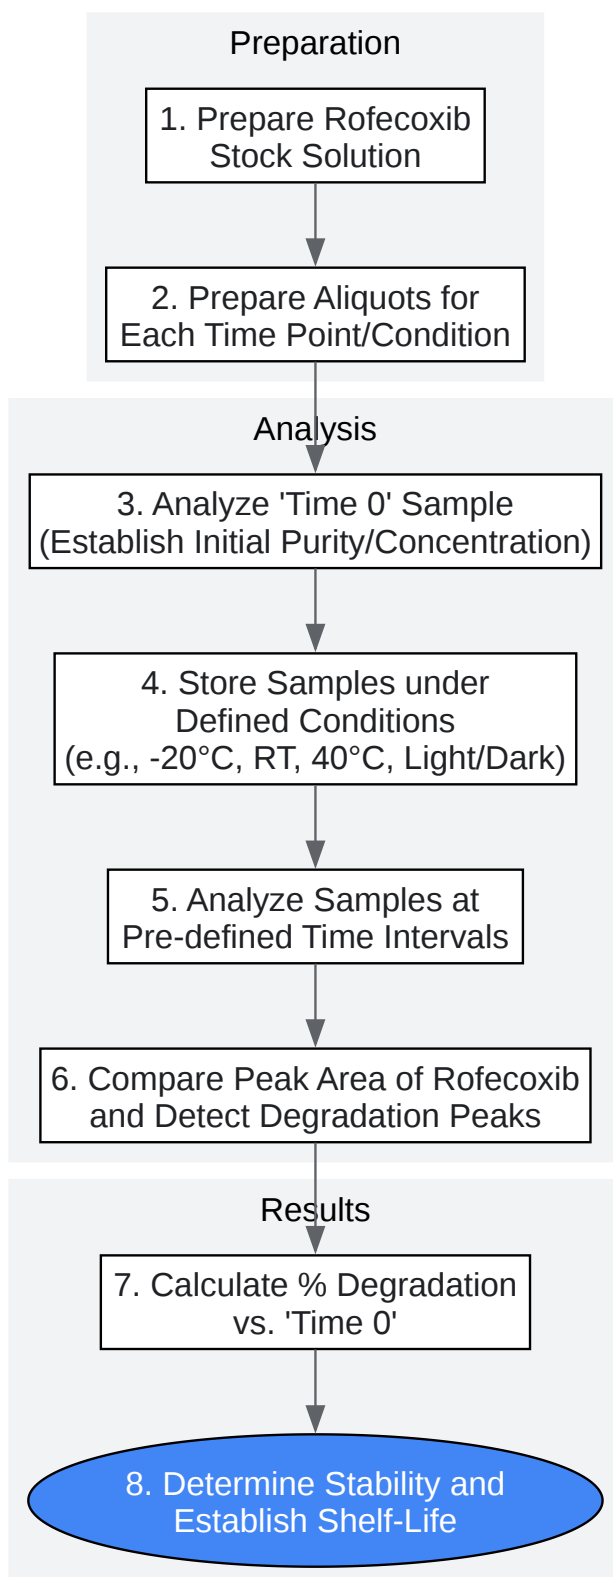 Preparation
1. Prepare Rofecoxib
Stock Solution
2. Prepare Aliquots for
Each Time Point/Condition
Analysis
3. Analyze 'Time 0' Sample
(Establish Initial Purity/Concentration)
4. Store Samples under
Defined Conditions
(e.g., -20°C, RT, 40°C, Light/Dark)
5. Analyze Samples at
Pre-defined Time Intervals
6. Compare Peak Area of Rofecoxib
and Detect Degradation Peaks
Results
7. Calculate % Degradation
vs. 'Time 0'
8. Determine Stability and
Establish Shelf-Life